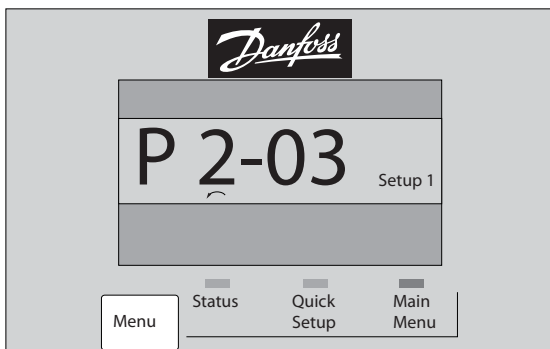 Danfoss
P 2-03
Setup 1
Menu
Status
Quick
Setup
Main
Menu